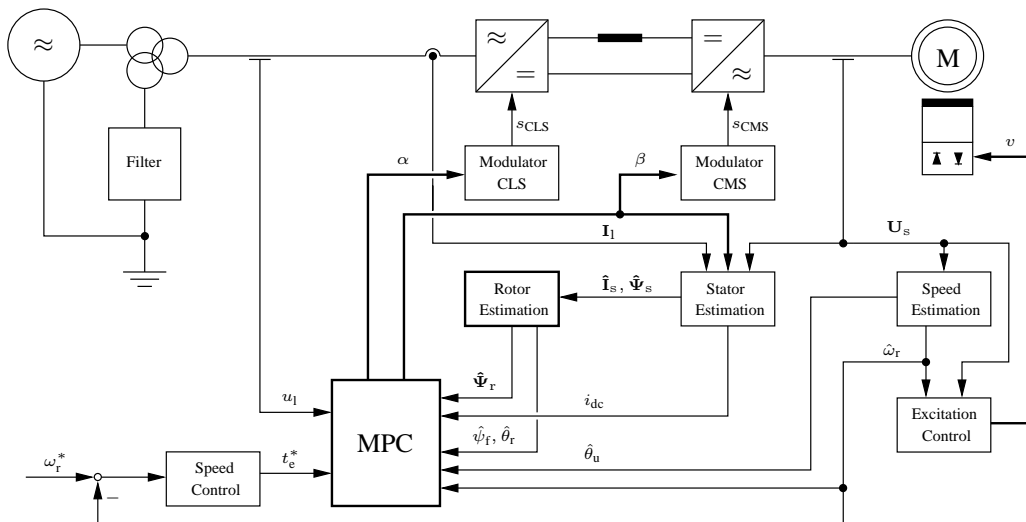 ≈
≈
=
=
≈
M
Filter
s_CLS
s_CMS
α
Modulator
CLS
β
Modulator
CMS
v
I_l
U_s
Rotor
Estimation
Î_s, Ψ̂_s
Stator
Estimation
Speed
Estimation
ω̂_r
Ψ̂_r
u_l
i_dc
MPC
ψ̂_f, θ̂_r
Excitation
Control
ω_r^*
Speed
Control
t_e^*
θ̂_u
−